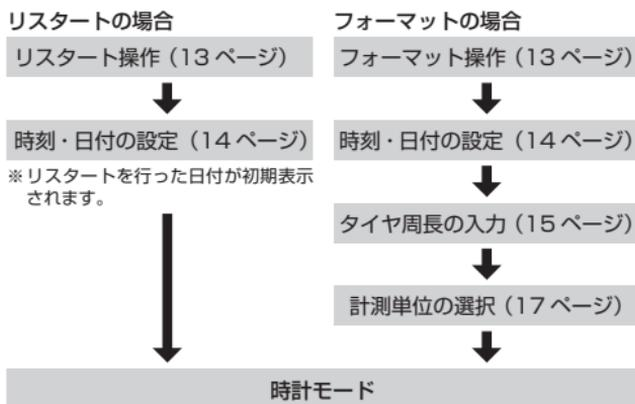 リスタートの場合
リスタート操作（13 ページ）
時刻・日付の設定（14 ページ）
※リスタートを行った日付が初期表示
されます。
フォーマットの場合
フォーマット操作（13 ページ）
時刻・日付の設定（14 ページ）
タイヤ周長の入力（15 ページ）
計測単位の選択（17 ページ）
時計モード